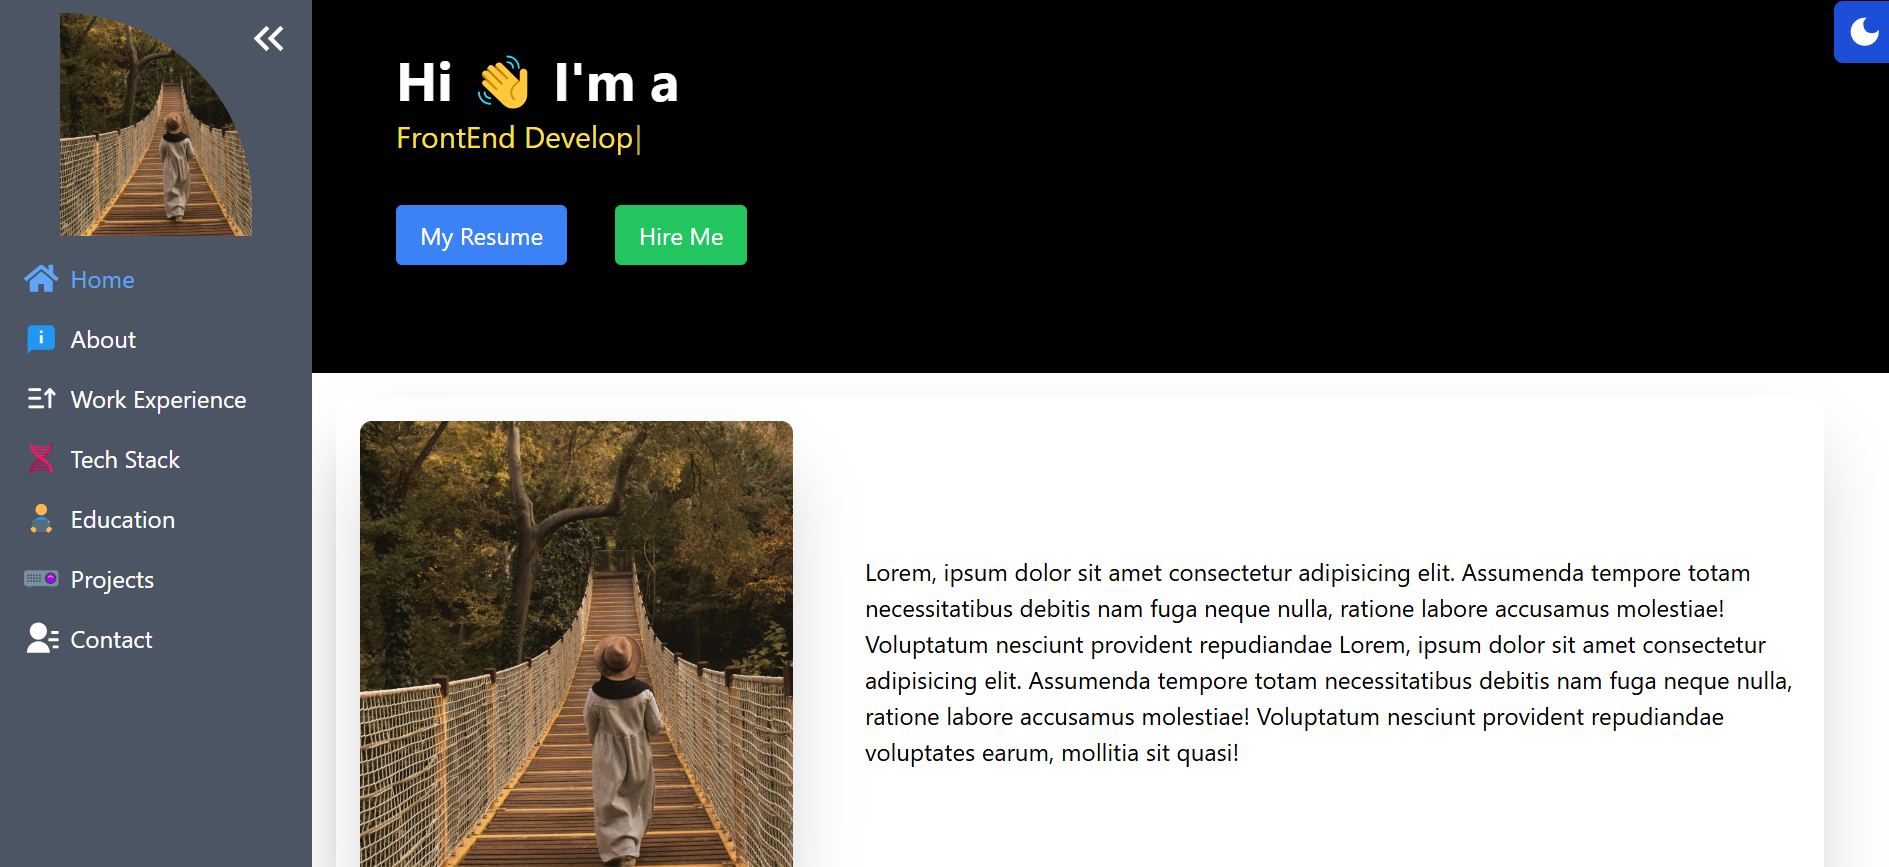 Hi 👋 I'm a
FrontEnd Develop|
My Resume
Hire Me
Home
About
Work Experience
Tech Stack
Education
Projects
Contact
Lorem, ipsum dolor sit amet consectetur adipisicing elit. Assumenda tempore totam
necessitatibus debitis nam fuga neque nulla, ratione labore accusamus molestiae!
Voluptatum nesciunt provident repudiandae Lorem, ipsum dolor sit amet consectetur
adipisicing elit. Assumenda tempore totam necessitatibus debitis nam fuga neque nulla,
ratione labore accusamus molestiae! Voluptatum nesciunt provident repudiandae
voluptates earum, mollitia sit quasi!